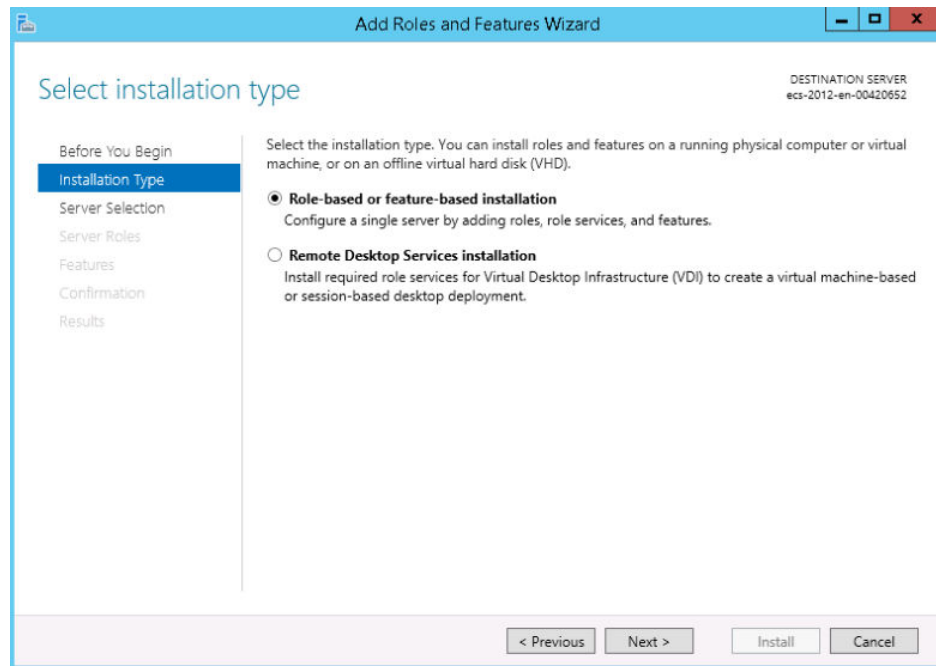 Add Roles and Features Wizard
Select installation type
DESTINATION SERVER
ecs-2012-en-00420652
Before You Begin
Installation Type
Server Selection
Server Roles
Features
Confirmation
Results
Select the installation type. You can install roles and features on a running physical computer or virtual
machine, or on an offline virtual hard disk (VHD).
Role-based or feature-based installation
Configure a single server by adding roles, role services, and features.
Remote Desktop Services installation
Install required role services for Virtual Desktop Infrastructure (VDI) to create a virtual machine-based
or session-based desktop deployment.
< Previous
Next >
Install
Cancel